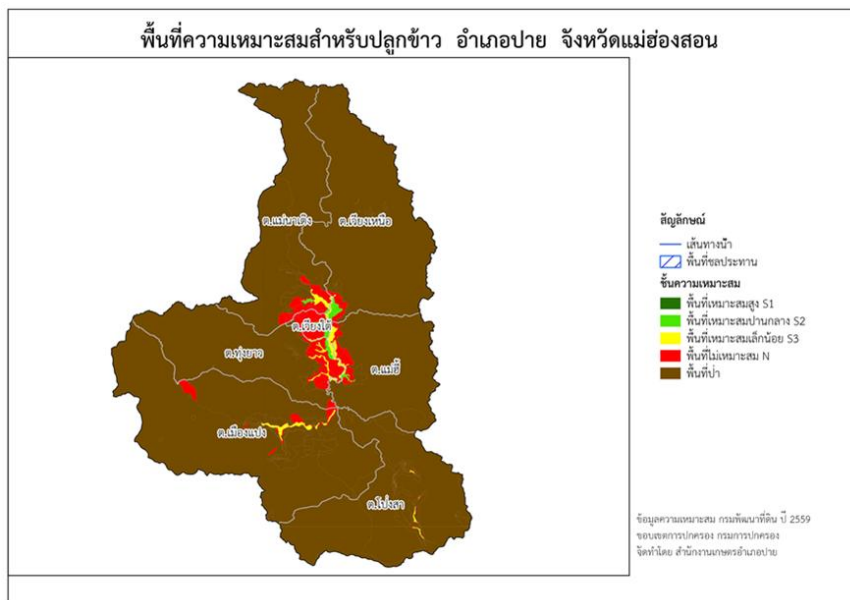 พื้นที่ความเหมาะสมสำหรับปลูกข้าว อำเภอปาย จังหวัดแม่ฮ่องสอน
ต.แม่นาเติง
ต.เวียงเหนือ
ต.เวียงใต้
ต.ทุ่งยาว
ต.แม่ฮี้
ต.เมืองแปง
ต.โป่งสา
สัญลักษณ์
เส้นทางน้ำ
พื้นที่ชลประทาน
ชั้นความเหมาะสม
พื้นที่เหมาะสมสูง S1
พื้นที่เหมาะสมปานกลาง S2
พื้นที่เหมาะสมเล็กน้อย S3
พื้นที่ไม่เหมาะสม N
พื้นที่ป่า
ข้อมูลความเหมาะสม กรมพัฒนาที่ดิน ปี 2559
ขอบเขตการปกครอง กรมการปกครอง
จัดทำโดย สำนักงานเกษตรอำเภอปาย